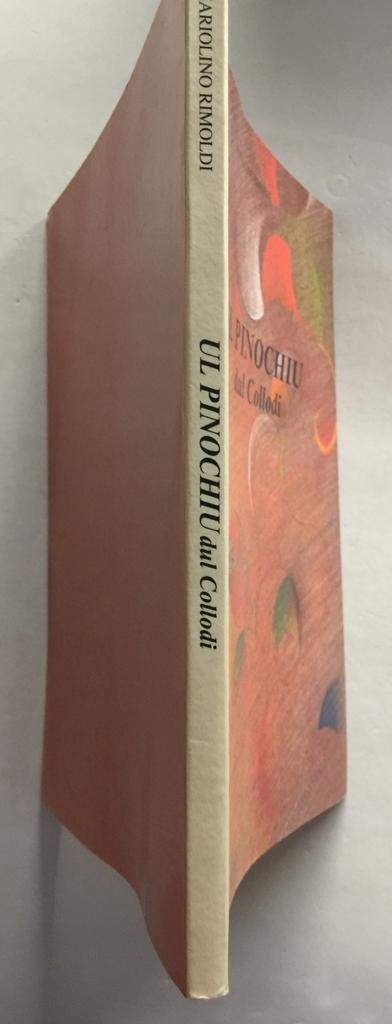 ARIOLINO RIMOLDI
UL PINOCHIU dul Collodi
PINOCHIU
dul Collodi